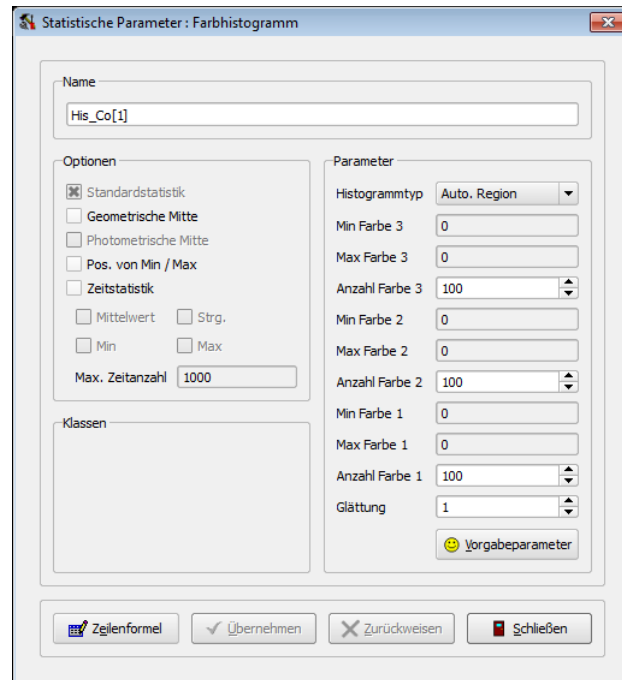 Statistische Parameter : Farbhistogramm
Name
His_Co[1]
Optionen
Standardstatistik
Geometrische Mitte
Photometrische Mitte
Pos. von Min / Max
Zeitstatistik
Mittelwert
Strg.
Min
Max
Max. Zeitanzahl 1000
Klassen
Parameter
Histogrammtyp Auto. Region
Min Farbe 3 0
Max Farbe 3 0
Anzahl Farbe 3 100
Min Farbe 2 0
Max Farbe 2 0
Anzahl Farbe 2 100
Min Farbe 1 0
Max Farbe 1 0
Anzahl Farbe 1 100
Glättung 1
Vorgabeparameter
Zeilenformel
Übernehmen
Zurückweisen
Schließen